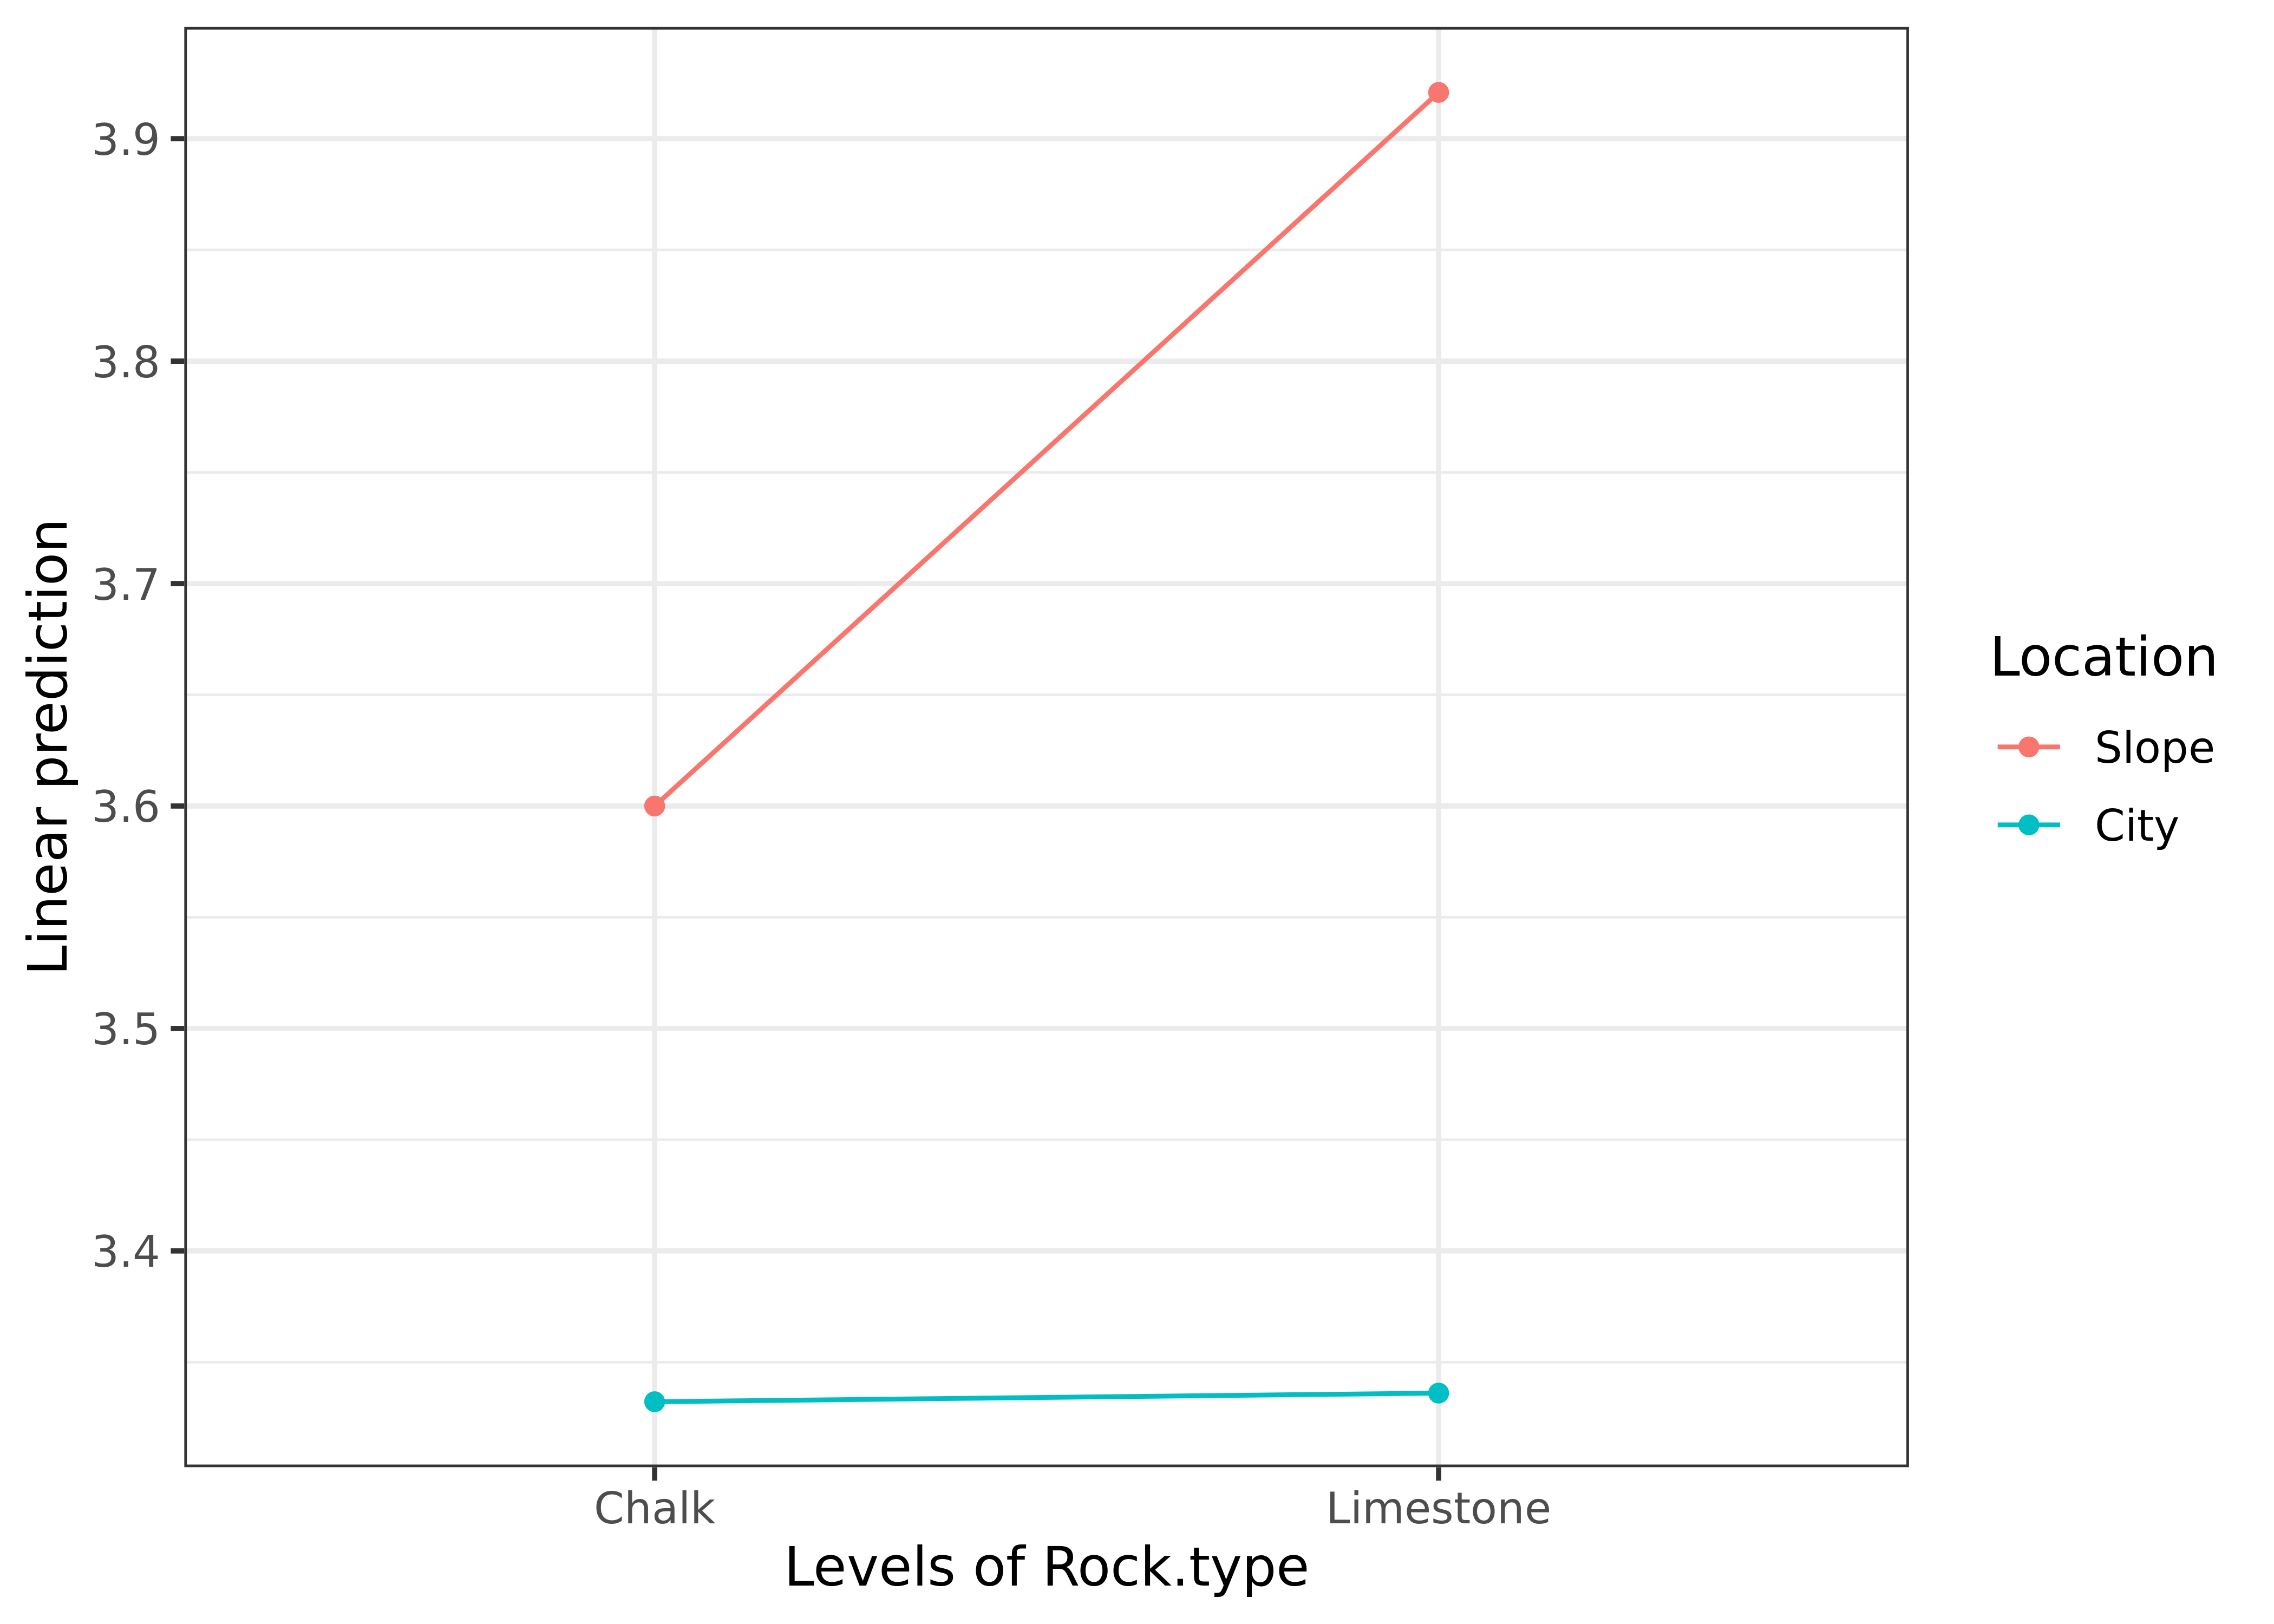 3.9
3.8
3.7
3.6
3.5
3.4
Linear prediction
Chalk
Limestone
Levels of Rock.type
Location
Slope
City